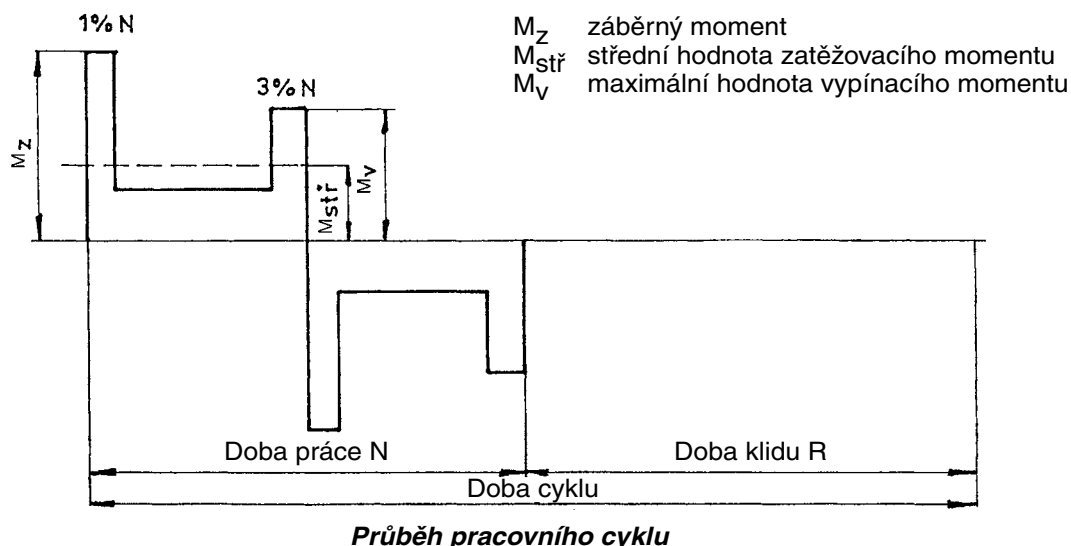 1% N
M_z záběrný moment
M_stř střední hodnota zatěžovacího momentu
M_v maximální hodnota vypínacího momentu
3% N
M_z
M_stř
M_v
Doba práce N
Doba klidu R
Doba cyklu
Průběh pracovního cyklu